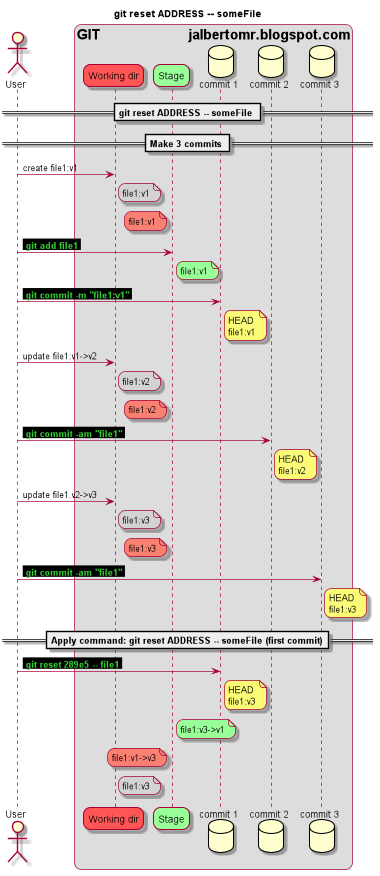 git reset ADDRESS -- someFile
GIT jalbertomr.blogspot.com
User
Working dir
Stage
commit 1
commit 2
commit 3
git reset ADDRESS -- someFile
Make 3 commits
create file1:v1
file1:v1
file1:v1
git add file1
file1:v1
git commit -m "file1:v1"
HEAD
file1:v1
update file1:v1->v2
file1:v2
file1:v2
git commit -am "file1"
HEAD
file1:v2
update file1.v2->v3
file1:v3
file1:v3
git commit -am "file1"
HEAD
file1:v3
Apply command: git reset ADDRESS -- someFile (first commit)
git reset 289e5 -- file1
HEAD
file1:v3
file1:v3->v1
file1:v1->v3
file1:v3
User
Working dir
Stage
commit 1
commit 2
commit 3